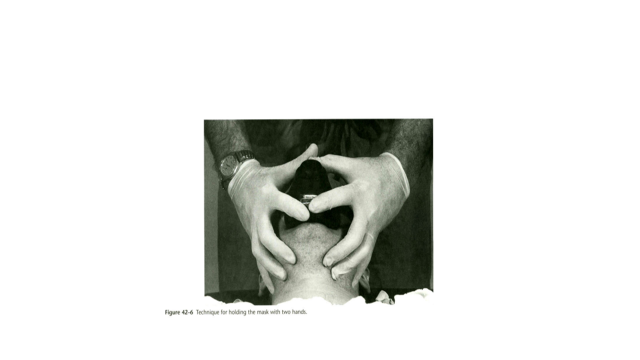 Figure 42-6 Technique for holding the mask with two hands.